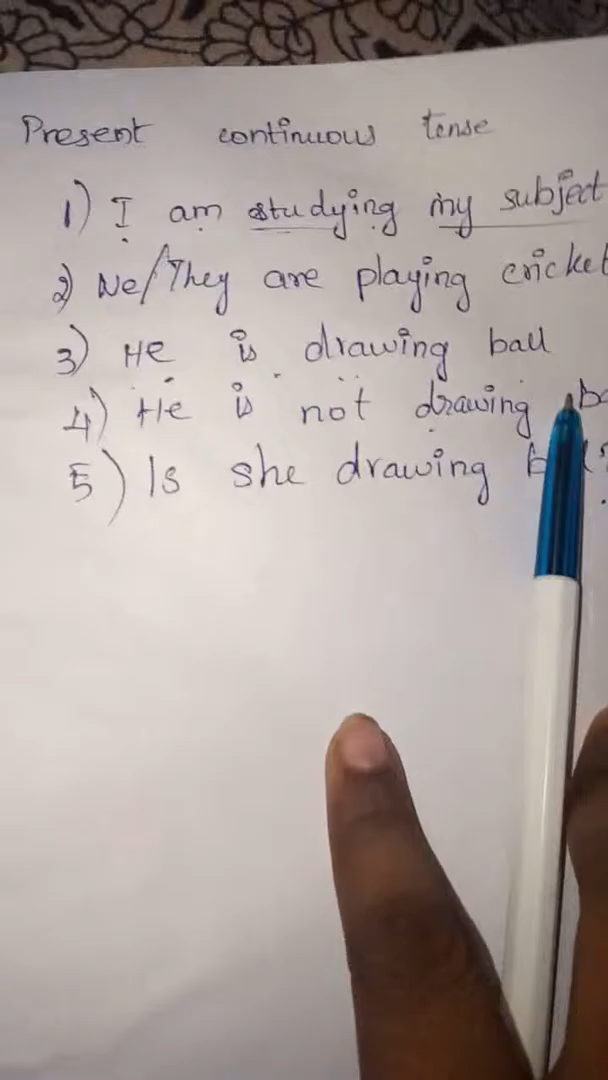 Present continuous tense
1) I am studying my subject
2) We/They are playing cricket
3) He is drawing ball
4) He is not drawing
5) Is she drawing